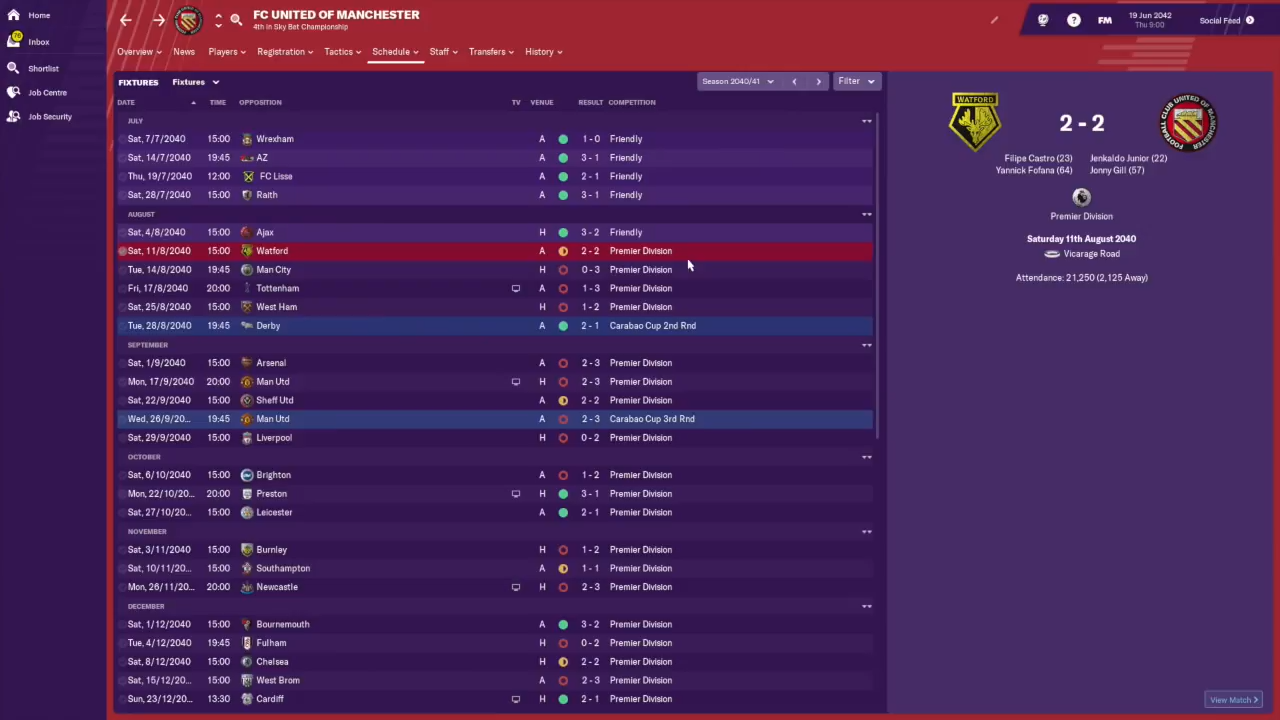 Home
76
Inbox
Shortlist
Job Centre
Job Security
FC UNITED OF MANCHESTER
4th in Sky Bet Championship
FM
19 Jun 2042
Thu 9:00
Social Feed
Overview News Players Registration Tactics Schedule Staff Transfers History
FIXTURES Fixtures Season 2040/41 Filter
DATE TIME OPPOSITION TV VENUE RESULT COMPETITION
JULY
Sat, 7/7/2040 15:00 Wrexham A 1 - 0 Friendly
Sat, 14/7/2040 19:45 AZ A 3 - 1 Friendly
Thu, 19/7/2040 12:00 FC Lisse A 2 - 1 Friendly
Sat, 28/7/2040 15:00 Raith A 3 - 1 Friendly
AUGUST
Sat, 4/8/2040 15:00 Ajax H 3 - 2 Friendly
Sat, 11/8/2040 15:00 Watford A 2 - 2 Premier Division
Tue, 14/8/2040 19:45 Man City H 0 - 3 Premier Division
Fri, 17/8/2040 20:00 Tottenham A 1 - 3 Premier Division
Sat, 25/8/2040 15:00 West Ham H 1 - 2 Premier Division
Tue, 28/8/2040 19:45 Derby A 2 - 1 Carabao Cup 2nd Rnd
SEPTEMBER
Sat, 1/9/2040 15:00 Arsenal A 2 - 3 Premier Division
Mon, 17/9/2040 20:00 Man Utd H 2 - 3 Premier Division
Sat, 22/9/2040 15:00 Sheff Utd A 2 - 2 Premier Division
Wed, 26/9/20... 19:45 Man Utd A 2 - 3 Carabao Cup 3rd Rnd
Sat, 29/9/2040 15:00 Liverpool H 0 - 2 Premier Division
OCTOBER
Sat, 6/10/2040 15:00 Brighton A 1 - 2 Premier Division
Mon, 22/10/20... 20:00 Preston H 3 - 1 Premier Division
Sat, 27/10/20... 15:00 Leicester A 2 - 1 Premier Division
NOVEMBER
Sat, 3/11/2040 15:00 Burnley H 1 - 2 Premier Division
Sat, 10/11/20... 15:00 Southampton A 1 - 1 Premier Division
Mon, 26/11/20... 20:00 Newcastle H 2 - 3 Premier Division
DECEMBER
Sat, 1/12/2040 15:00 Bournemouth A 3 - 2 Premier Division
Tue, 4/12/2040 19:45 Fulham H 0 - 2 Premier Division
Sat, 8/12/2040 15:00 Chelsea H 2 - 2 Premier Division
Sat, 15/12/20... 15:00 West Brom A 2 - 3 Premier Division
Sun, 23/12/20... 13:30 Cardiff H 2 - 1 Premier Division
WATFORD
2 - 2
Filipe Castro (23) Jenkaldo Junior (22)
Yannick Fofana (64) Jonny Gill (57)
Premier Division
Saturday 11th August 2040
Vicarage Road
Attendance: 21,250 (2,125 Away)
View Match